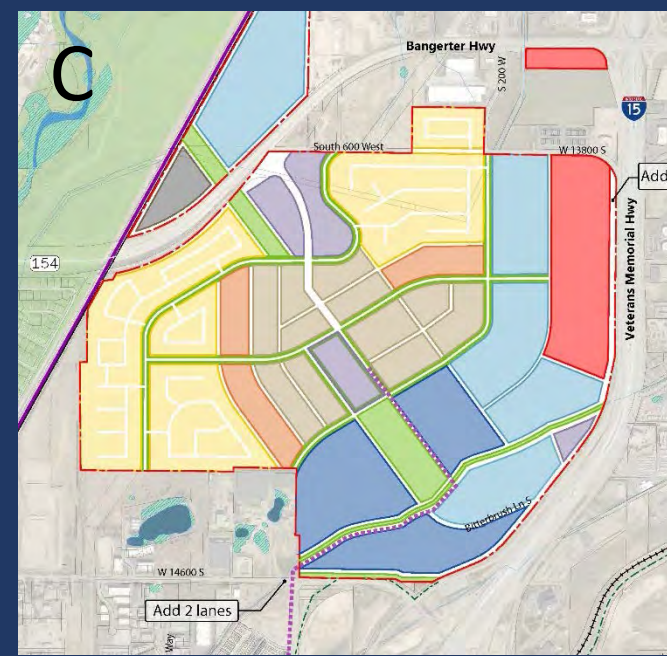 C
Bangerter Hwy
S 200 W
15
South 600 West
W 13800 S
Add
154
Veterans Memorial Hwy
Bitterbrush Ln S
W 14600 S
Add 2 lanes
Way